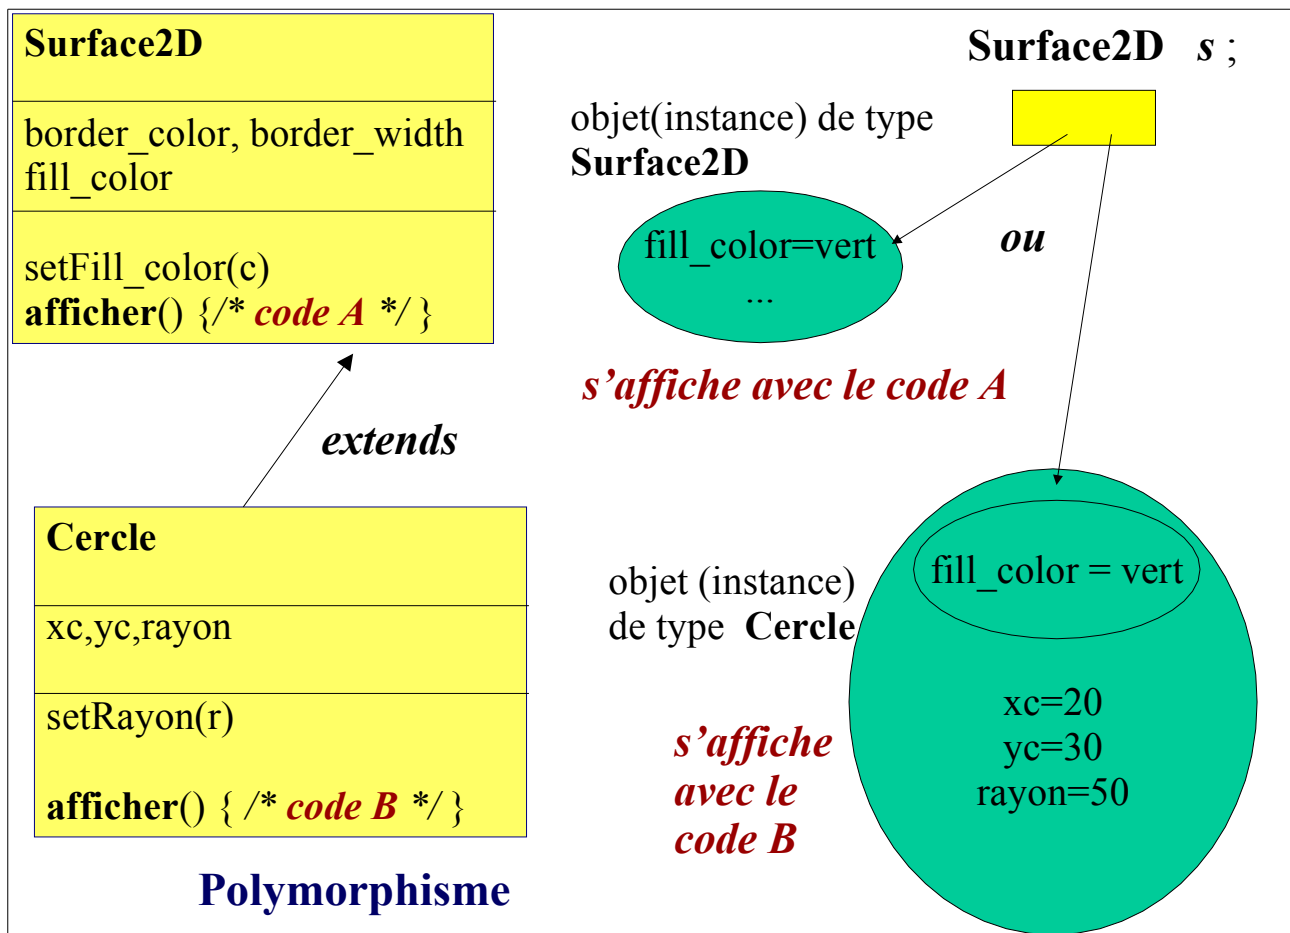 Surface2D
border_color, border_width
fill_color
setFill_color(c)
afficher() {/* code A */ }
extends
Cercle
xc,yc,rayon
setRayon(r)
afficher() { /* code B */ }
Polymorphisme
Surface2D s ;
objet(instance) de type
Surface2D
fill_color=vert
...
ou
s’affiche avec le code A
objet (instance)
de type Cercle
fill_color = vert
xc=20
yc=30
rayon=50
s’affiche
avec le
code B